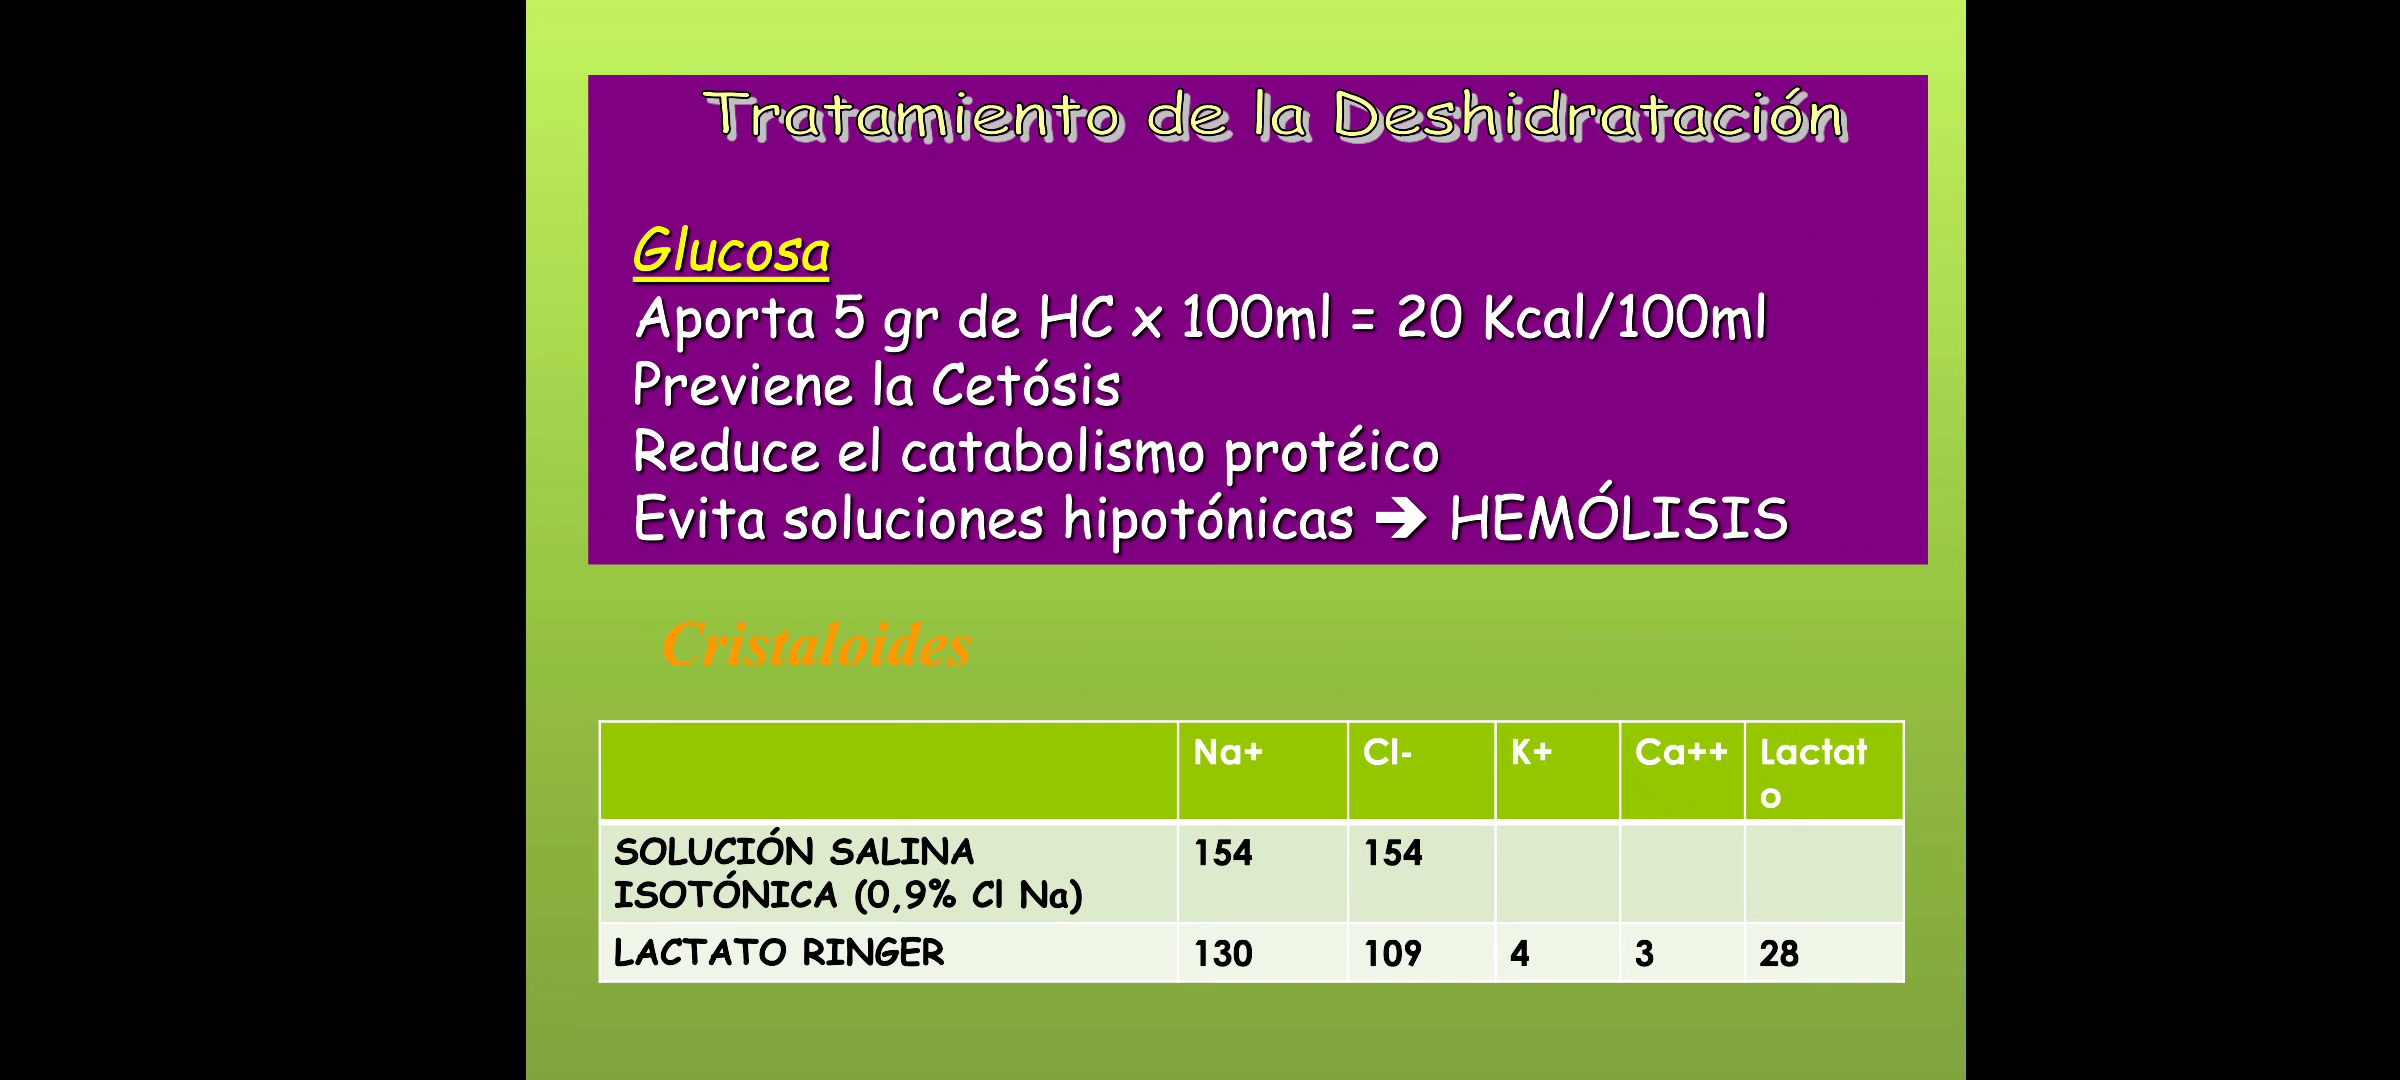 Tratamiento de la Deshidratación
Glucosa
Aporta 5 gr de HC x 100ml = 20 Kcal/100ml
Previene la Cetósis
Reduce el catabolismo protéico
Evita soluciones hipotónicas 🡺 HEMÓLISIS
Cristaloides
Na+ Cl- K+ Ca++ Lactat
o
SOLUCIÓN SALINA 154 154
ISOTÓNICA (0,9% Cl Na)
LACTATO RINGER 130 109 4 3 28